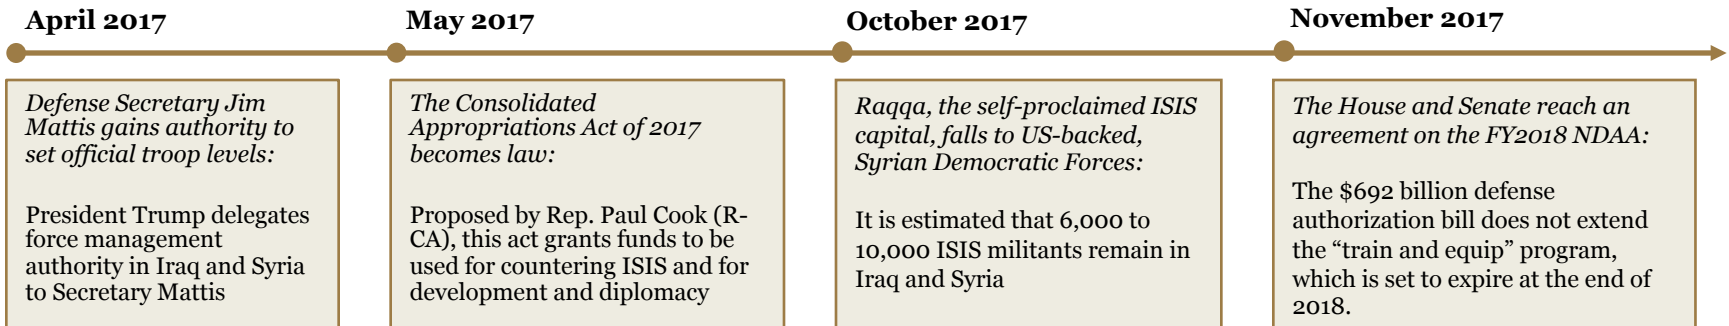 April 2017
Defense Secretary Jim
Mattis gains authority to
set official troop levels:
President Trump delegates
force management
authority in Iraq and Syria
to Secretary Mattis
May 2017
The Consolidated
Appropriations Act of 2017
becomes law:
Proposed by Rep. Paul Cook (R-
CA), this act grants funds to be
used for countering ISIS and for
development and diplomacy
October 2017
Raqqa, the self-proclaimed ISIS
capital, falls to US-backed,
Syrian Democratic Forces:
It is estimated that 6,000 to
10,000 ISIS militants remain in
Iraq and Syria
November 2017
The House and Senate reach an
agreement on the FY2018 NDAA:
The $692 billion defense
authorization bill does not extend
the “train and equip” program,
which is set to expire at the end of
2018.